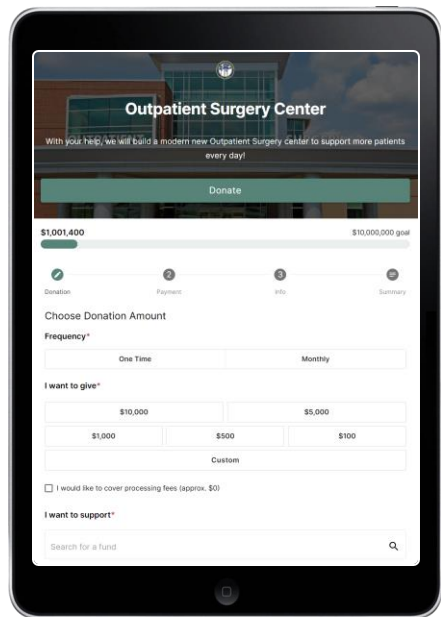 Outpatient Surgery Center
OUTPATIENT
With your help, we will build a modern new Outpatient Surgery center to support more patients
every day!
Donate
$1,001,400 $10,000,000 goal
2 3
Donation Payment Info Summary
Choose Donation Amount
Frequency*
One Time Monthly
I want to give*
$10,000 $5,000
$1,000 $500 $100
Custom
I would like to cover processing fees (approx. $0)
I want to support*
Search for a fund